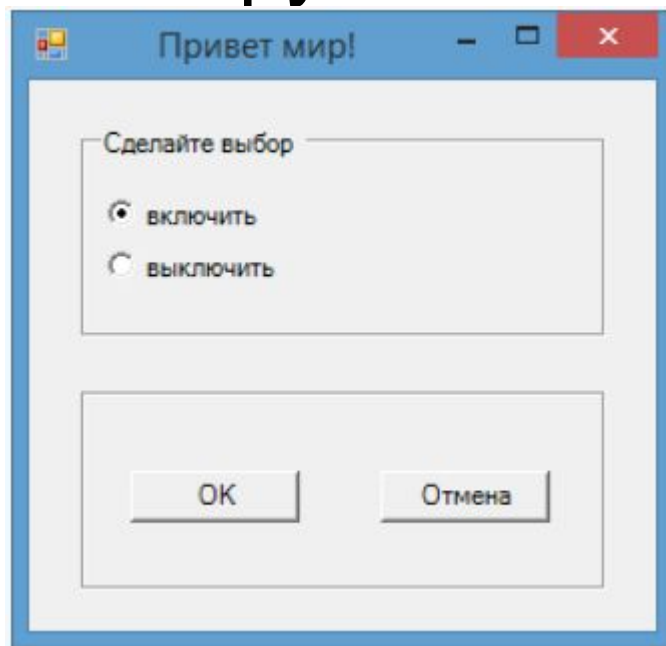 Привет мир!
Сделайте выбор
включить
выключить
OK
Отмена